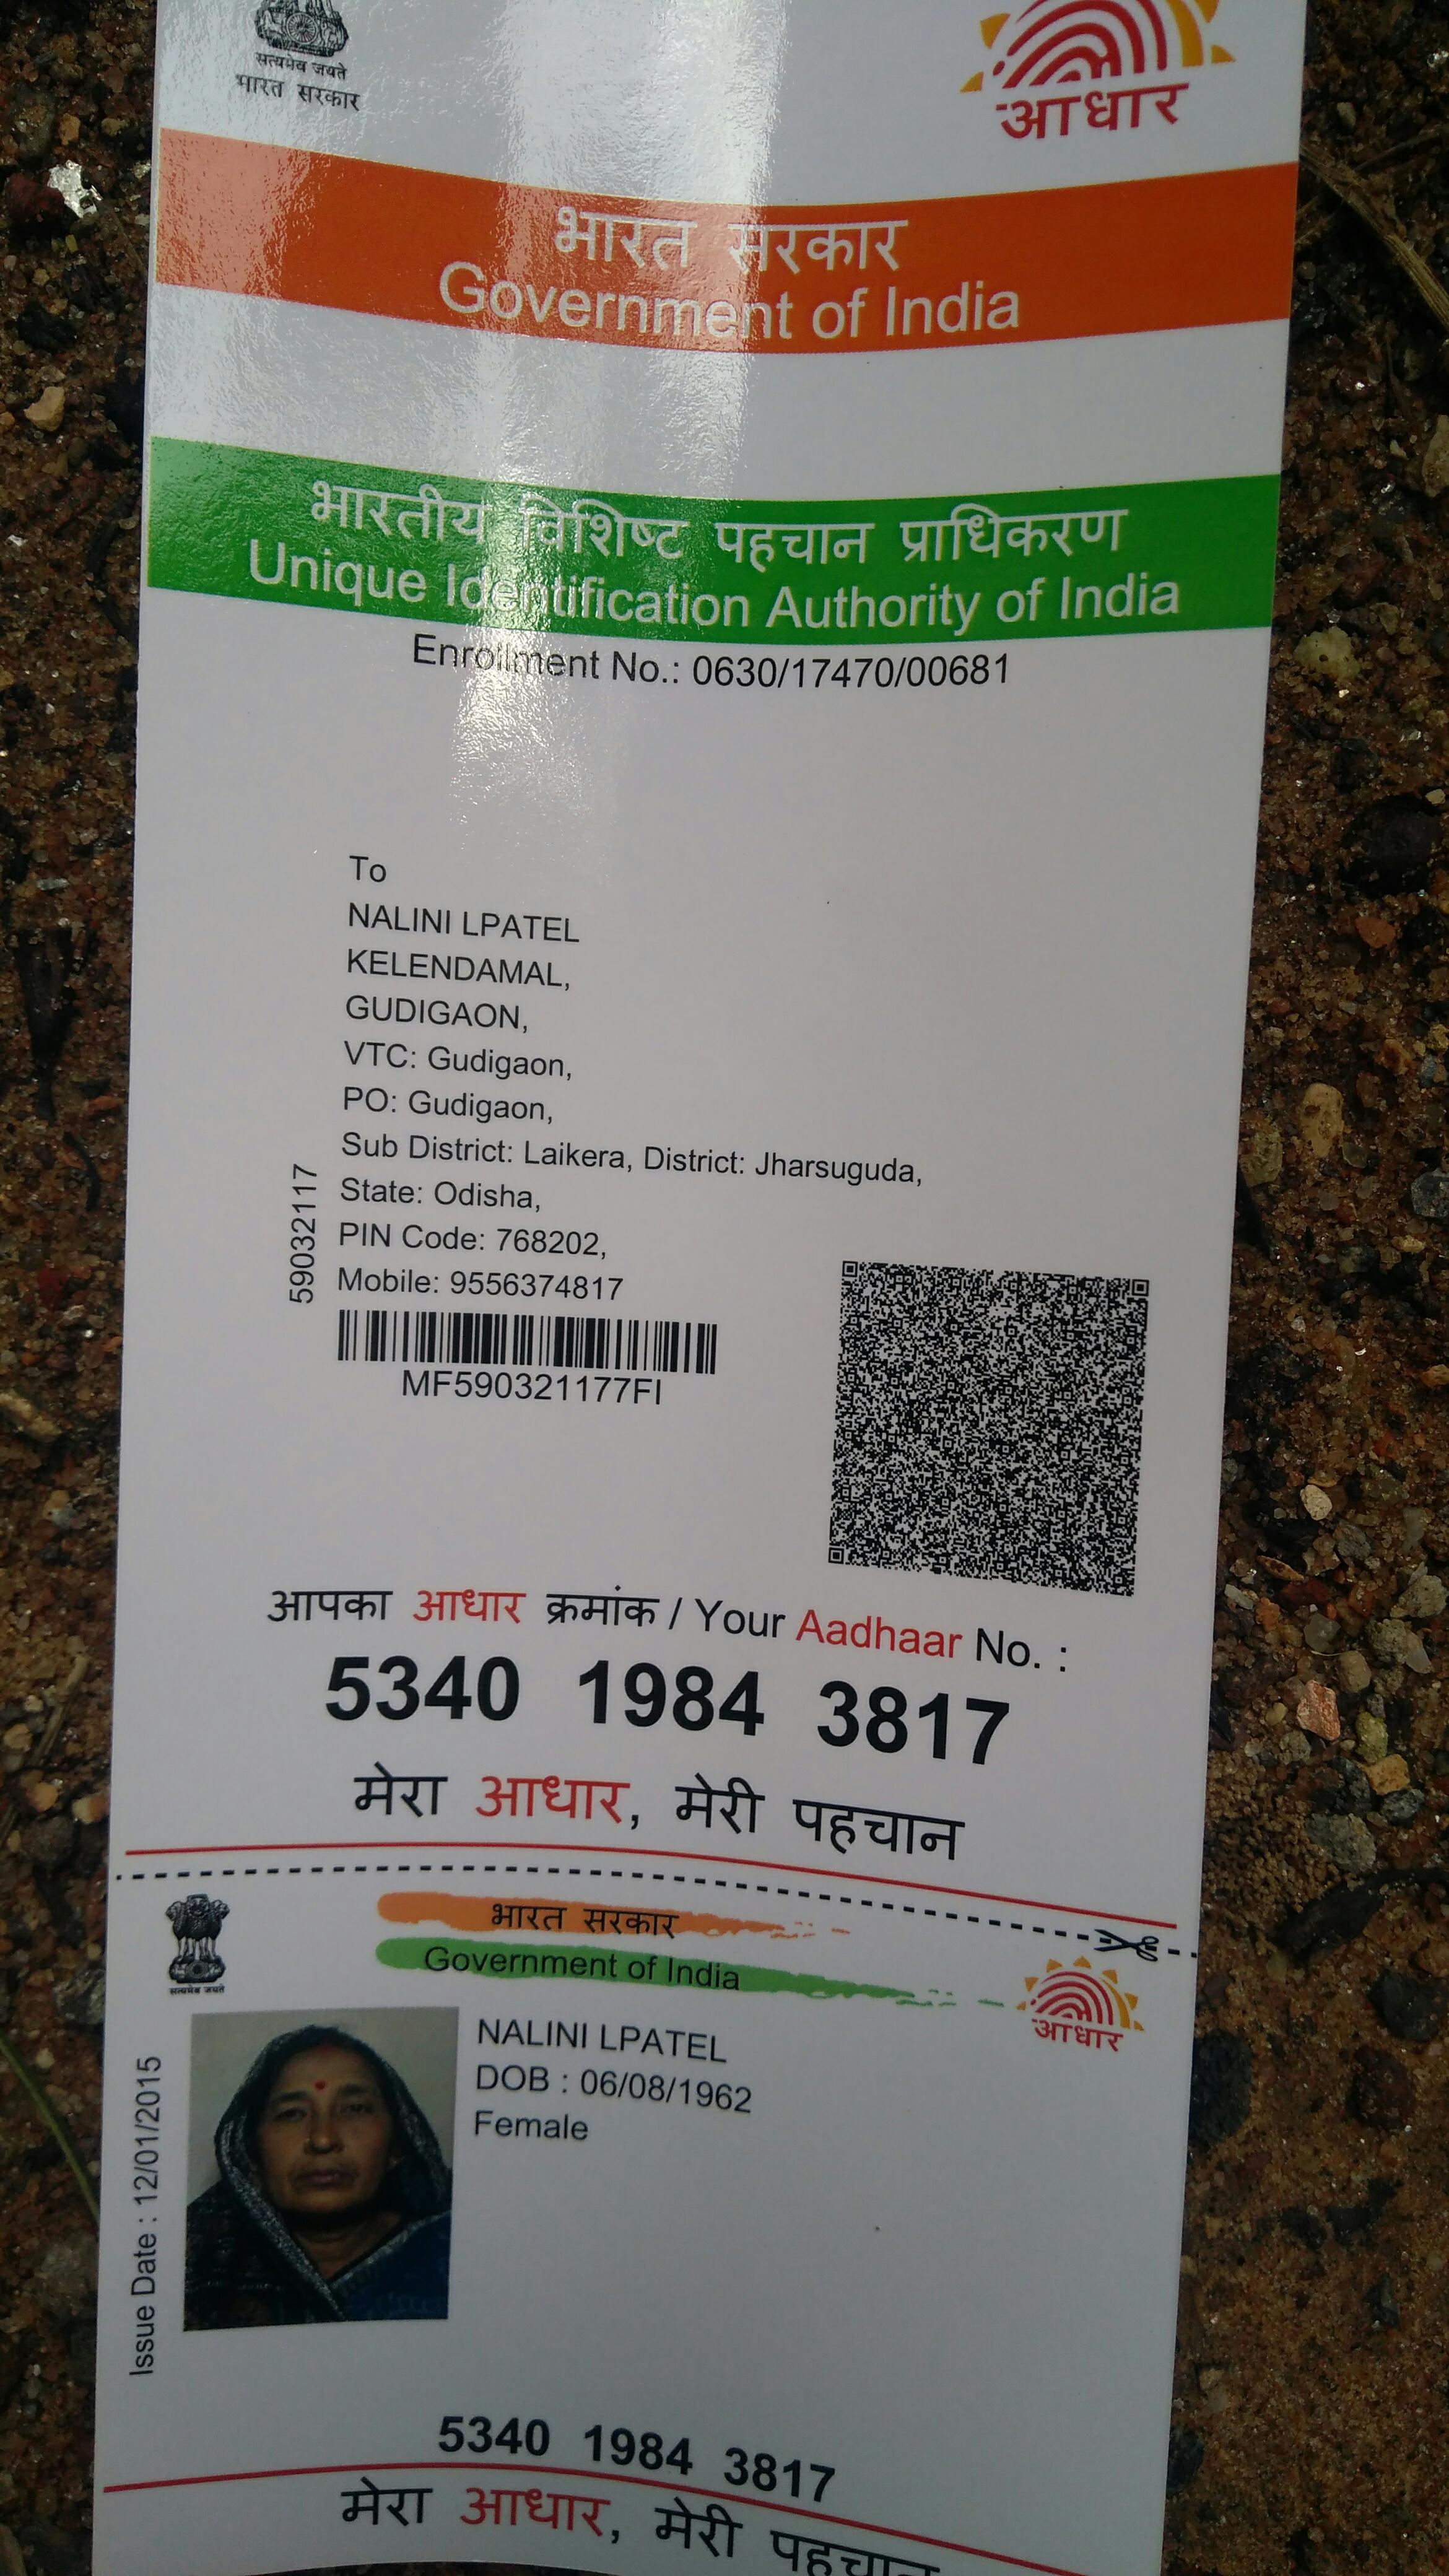 सत्यमेव जयते
भारत सरकार
आधार
भारत सरकार
Government of India
भारतीय विशिष्ट पहचान प्राधिकरण
Unique Identification Authority of India
Enrollment No.: 0630/17470/00681
To
NALINI LPATEL
KELENDAMAL,
GUDIGAON,
VTC: Gudigaon,
PO: Gudigaon,
Sub District: Laikera, District: Jharsuguda,
State: Odisha,
PIN Code: 768202,
Mobile: 9556374817
59032117
MF590321177FI
आपका आधार क्रमांक / Your Aadhaar No. :
5340 1984 3817
मेरा आधार, मेरी पहचान
सत्यमेव जयते
भारत सरकार
Government of India
आधार
NALINI LPATEL
DOB : 06/08/1962
Female
Issue Date : 12/01/2015
5340 1984 3817
मेरा आधार, मेरी पहचान